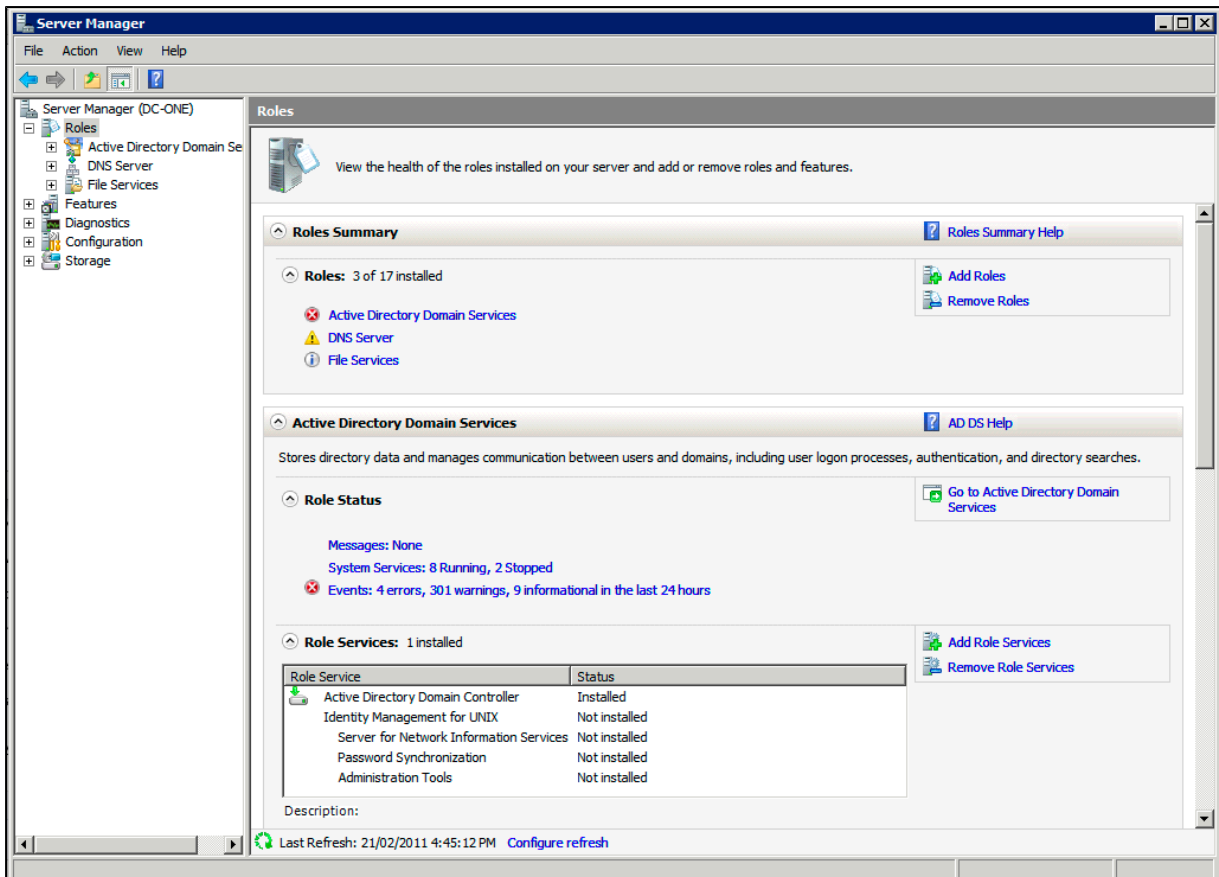 Server Manager
File Action View Help
Server Manager (DC-ONE)
Roles
Active Directory Domain Se
DNS Server
File Services
Features
Diagnostics
Configuration
Storage
Roles
View the health of the roles installed on your server and add or remove roles and features.
Roles Summary
Roles Summary Help
Roles: 3 of 17 installed
Add Roles
Remove Roles
Active Directory Domain Services
DNS Server
File Services
Active Directory Domain Services
AD DS Help
Stores directory data and manages communication between users and domains, including user logon processes, authentication, and directory searches.
Role Status
Go to Active Directory Domain
Services
Messages: None
System Services: 8 Running, 2 Stopped
Events: 4 errors, 301 warnings, 9 informational in the last 24 hours
Role Services: 1 installed
Add Role Services
Remove Role Services
Role Service Status
Active Directory Domain Controller Installed
Identity Management for UNIX Not installed
Server for Network Information Services Not installed
Password Synchronization Not installed
Administration Tools Not installed
Description:
Last Refresh: 21/02/2011 4:45:12 PM Configure refresh